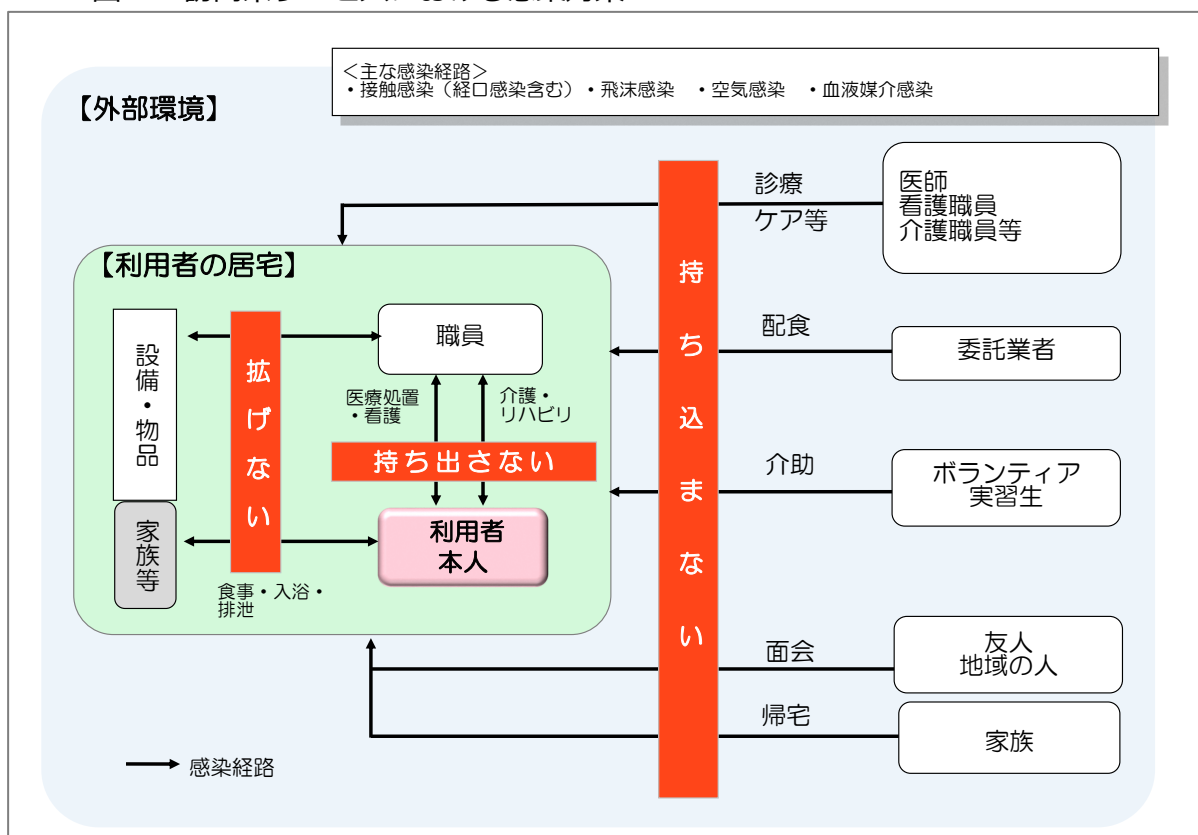 <主な感染経路>
・接触感染（経口感染含む）・飛沫感染　・空気感染　・血液媒介感染
【外部環境】
診療
ケア等
医師
看護職員
介護職員等
【利用者の居宅】
持ち込まない
設備・物品
拡げない
職員
配食
委託業者
医療処置
・看護
介護・
リハビリ
持ち出さない
介助
ボランティア
実習生
家族等
利用者
本人
食事・入浴・
排泄
面会
友人
地域の人
帰宅
家族
感染経路